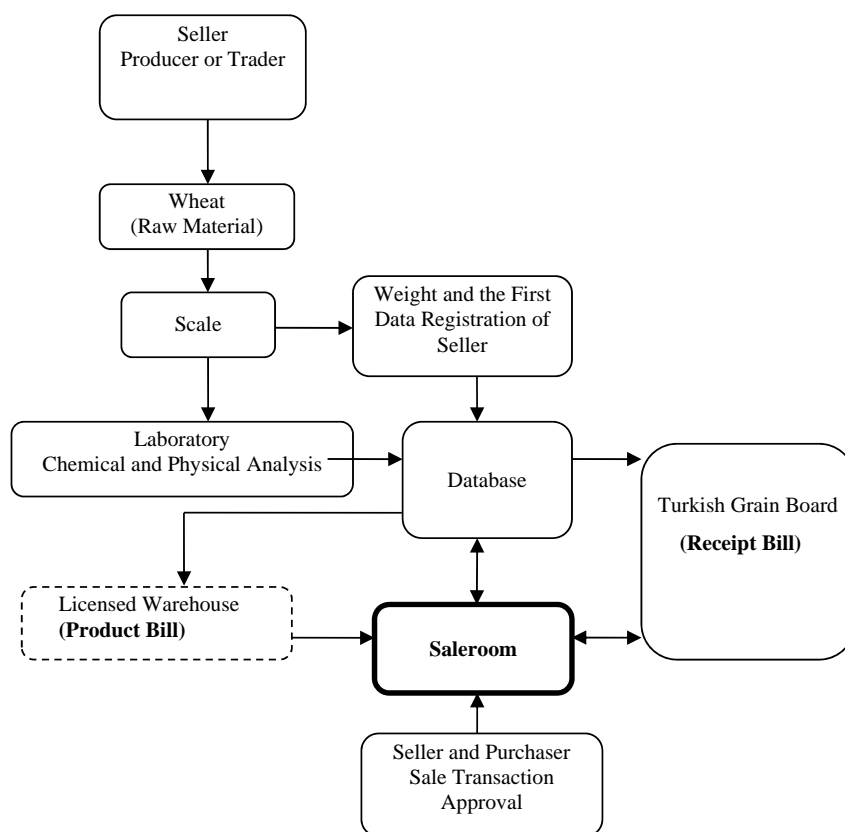 Seller
Producer or Trader
Wheat
(Raw Material)
Scale
Weight and the First
Data Registration of
Seller
Laboratory
Chemical and Physical Analysis
Database
Turkish Grain Board
(Receipt Bill)
Licensed Warehouse
(Product Bill)
Saleroom
Seller and Purchaser
Sale Transaction
Approval